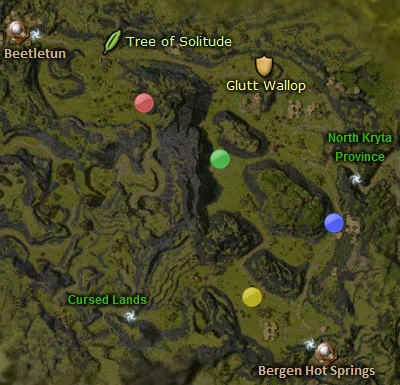 Beetletun
Tree of Solitude
Glutt Wallop
North Kryta
Province
Cursed Lands
Bergen Hot Springs